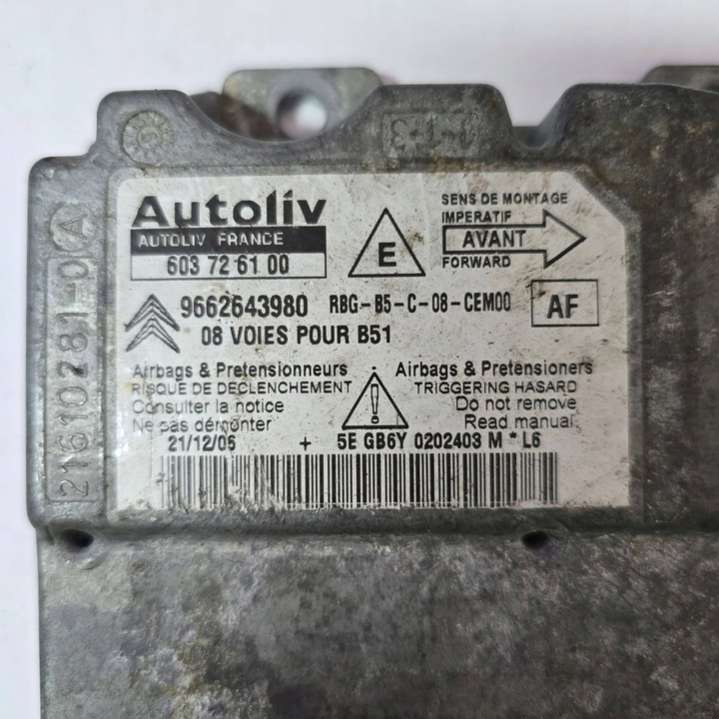 Autoliv
AUTOLIV FRANCE
603 72 61 00
E
SENS DE MONTAGE
IMPERATIF
AVANT
FORWARD
9662643980 RBG-B5-C-08-CEM00 AF
08 VOIES POUR B51
Airbags & Pretensionneurs
RISQUE DE DECLENCHEMENT
Consulter la notice
Ne pas démonter
Airbags & Pretensioners
TRIGGERING HASARD
Do not remove
Read manual
21/12/06 + 5E GB6Y 0202403 M * L6
21610281-0 A